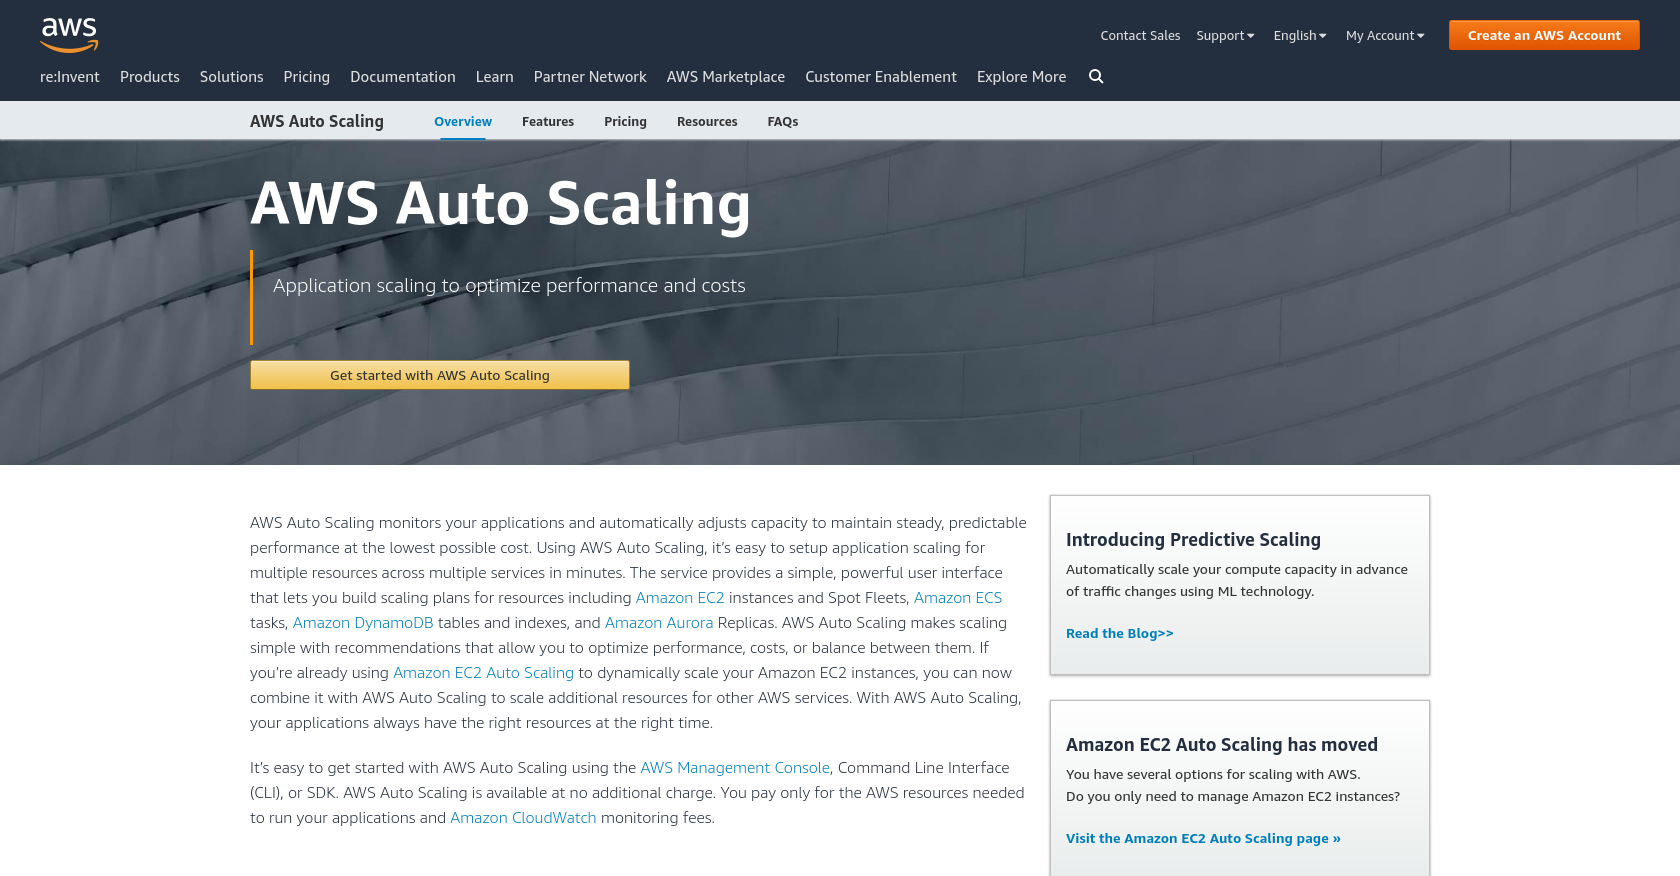 aws
Contact Sales Support English My Account Create an AWS Account
re:Invent Products Solutions Pricing Documentation Learn Partner Network AWS Marketplace Customer Enablement Explore More
AWS Auto Scaling Overview Features Pricing Resources FAQs
AWS Auto Scaling
Application scaling to optimize performance and costs
Get started with AWS Auto Scaling
AWS Auto Scaling monitors your applications and automatically adjusts capacity to maintain steady, predictable
performance at the lowest possible cost. Using AWS Auto Scaling, it’s easy to setup application scaling for
multiple resources across multiple services in minutes. The service provides a simple, powerful user interface
that lets you build scaling plans for resources including Amazon EC2 instances and Spot Fleets, Amazon ECS
tasks, Amazon DynamoDB tables and indexes, and Amazon Aurora Replicas. AWS Auto Scaling makes scaling
simple with recommendations that allow you to optimize performance, costs, or balance between them. If
you’re already using Amazon EC2 Auto Scaling to dynamically scale your Amazon EC2 instances, you can now
combine it with AWS Auto Scaling to scale additional resources for other AWS services. With AWS Auto Scaling,
your applications always have the right resources at the right time.
It’s easy to get started with AWS Auto Scaling using the AWS Management Console, Command Line Interface
(CLI), or SDK. AWS Auto Scaling is available at no additional charge. You pay only for the AWS resources needed
to run your applications and Amazon CloudWatch monitoring fees.
Introducing Predictive Scaling
Automatically scale your compute capacity in advance
of traffic changes using ML technology.
Read the Blog>>
Amazon EC2 Auto Scaling has moved
You have several options for scaling with AWS.
Do you only need to manage Amazon EC2 instances?
Visit the Amazon EC2 Auto Scaling page »